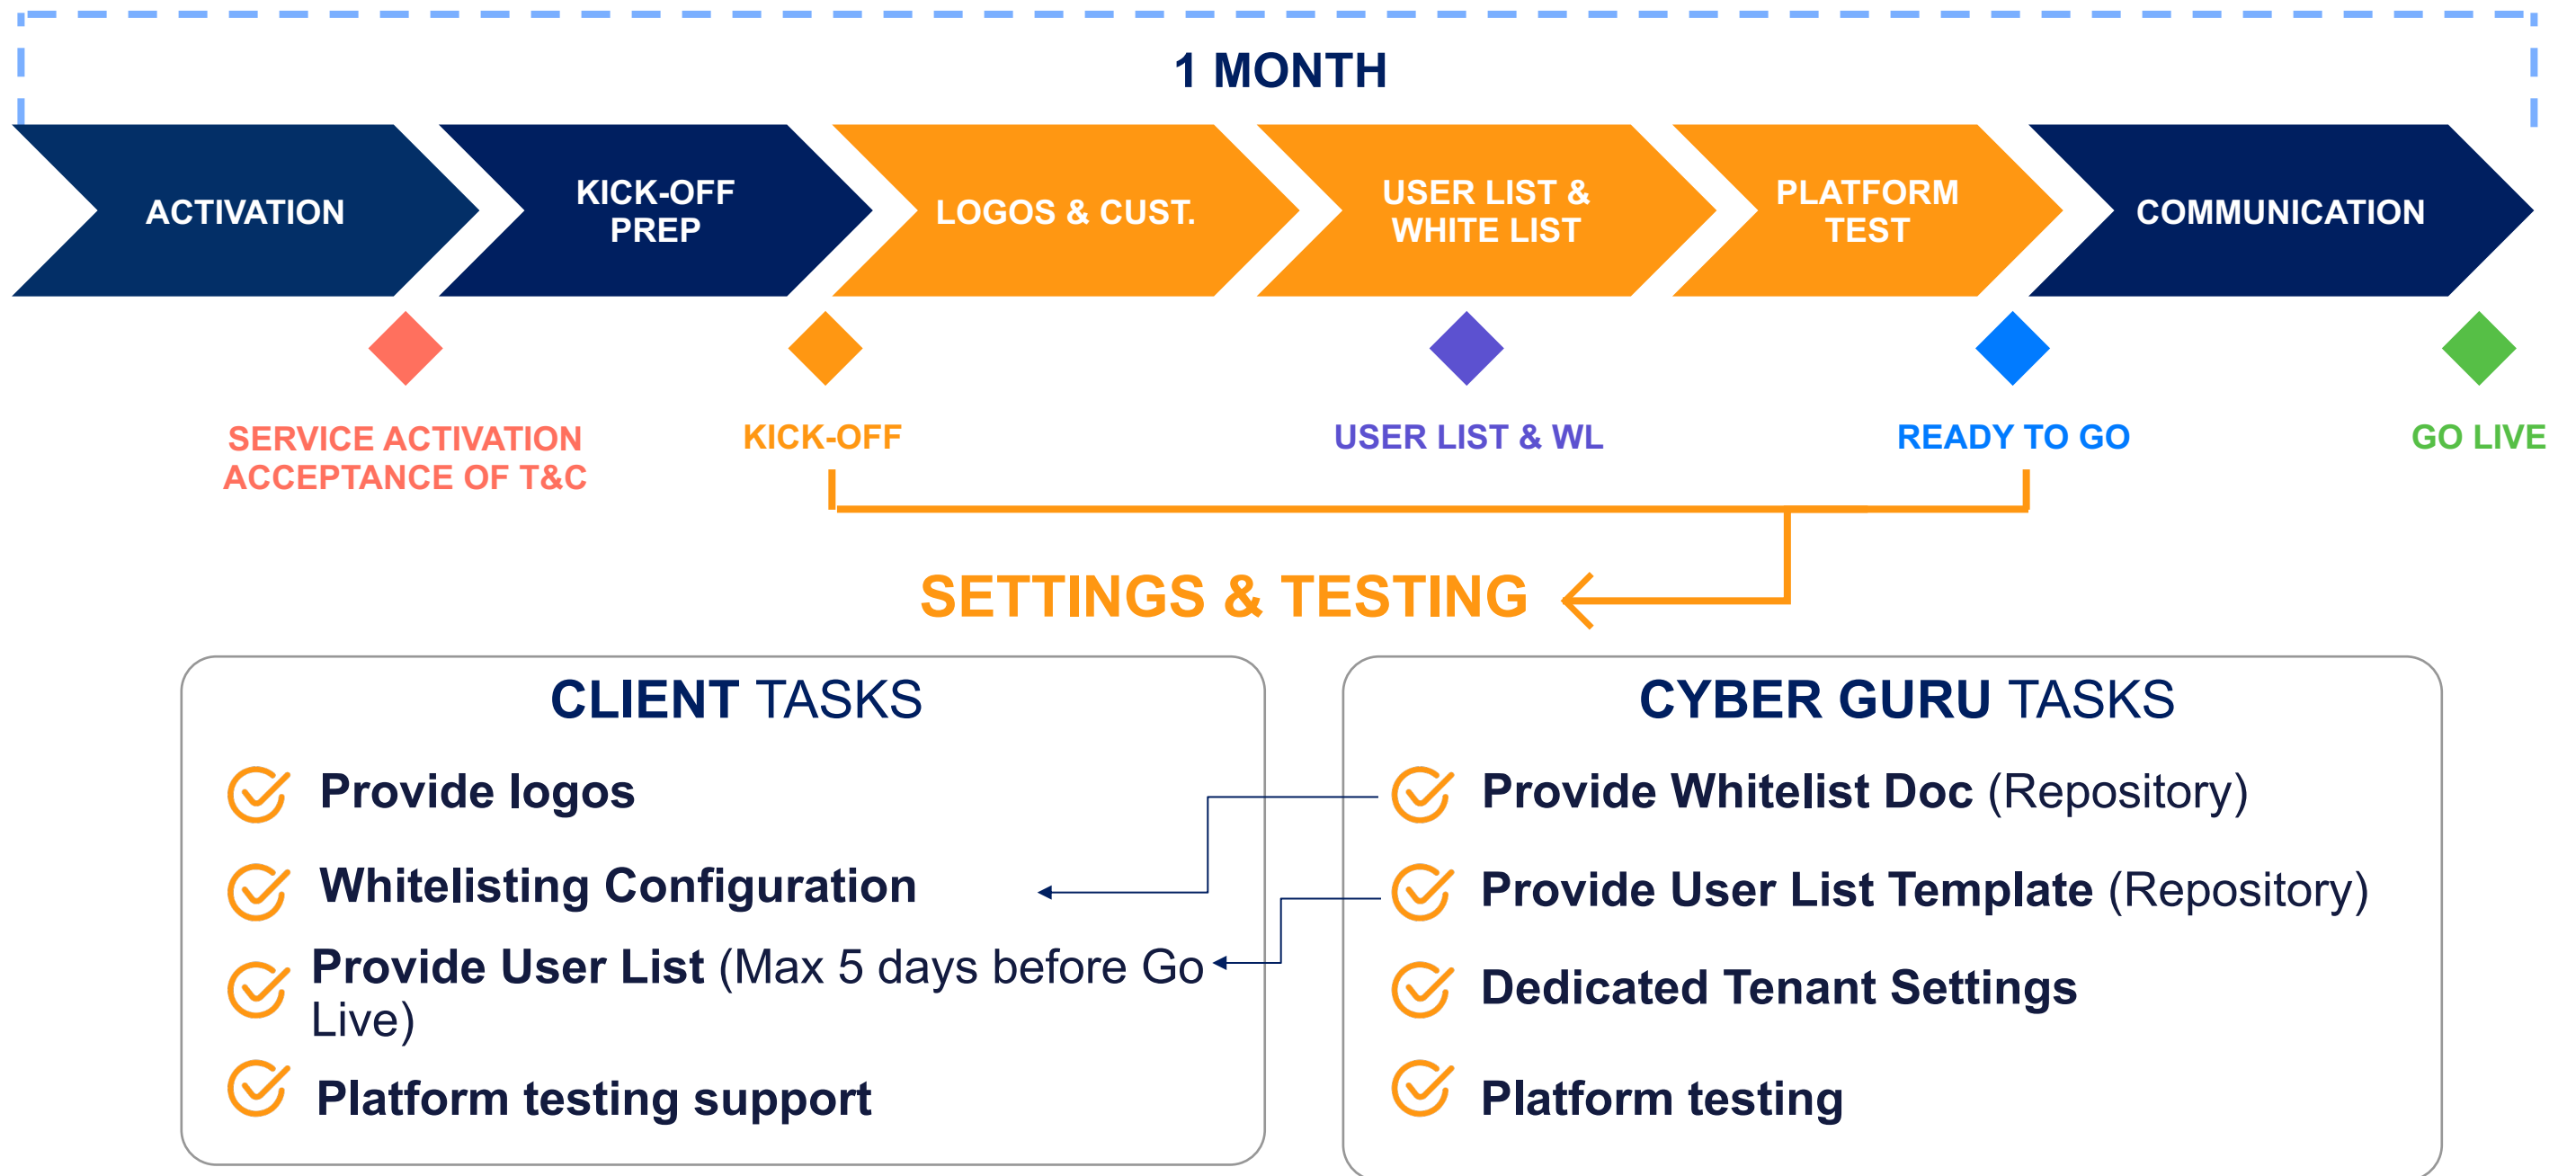 1 MONTH
ACTIVATION
KICK-OFF
PREP
LOGOS & CUST.
USER LIST &
WHITE LIST
PLATFORM
TEST
COMMUNICATION
SERVICE ACTIVATION
ACCEPTANCE OF T&C
KICK-OFF
USER LIST & WL
READY TO GO
GO LIVE
SETTINGS & TESTING
CLIENT TASKS
Provide logos
Whitelisting Configuration
Provide User List (Max 5 days before Go
Live)
Platform testing support
CYBER GURU TASKS
Provide Whitelist Doc (Repository)
Provide User List Template (Repository)
Dedicated Tenant Settings
Platform testing